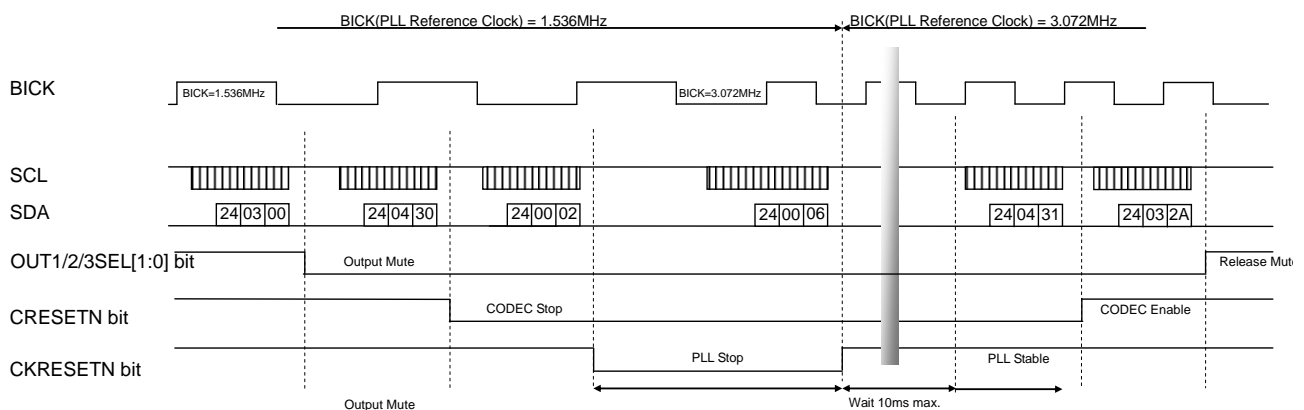 BICK(PLL Reference Clock) = 1.536MHz
BICK(PLL Reference Clock) = 3.072MHz
BICK
BICK=1.536MHz
BICK=3.072MHz
SCL
SDA
24 03 00
24 04 30
24 00 02
24 00 06
24 04 31
24 03 2A
OUT1/2/3SEL[1:0] bit
Output Mute
Release Mute
CRESETN bit
CODEC Stop
CODEC Enable
CKRESETN bit
PLL Stop
PLL Stable
Output Mute
Wait 10ms max.